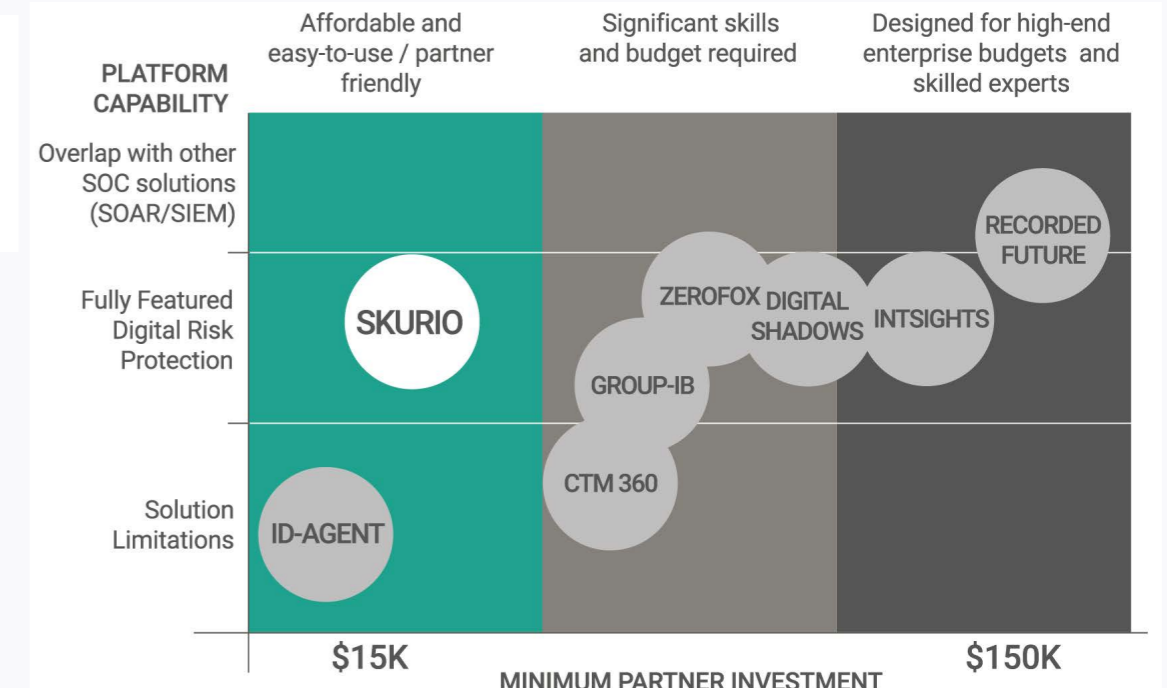 Affordable and
easy-to-use / partner
friendly
Significant skills
and budget required
Designed for high-end
enterprise budgets and
skilled experts
PLATFORM
CAPABILITY
Overlap with other
SOC solutions
(SOAR/SIEM)
Fully Featured
Digital Risk
Protection
Solution
Limitations
RECORDED
FUTURE
ZEROFOX
DIGITAL
SHADOWS
INTSIGHTS
SKURIO
GROUP-IB
CTM 360
ID-AGENT
$15K
$150K
MINIMUM PARTNER INVESTMENT